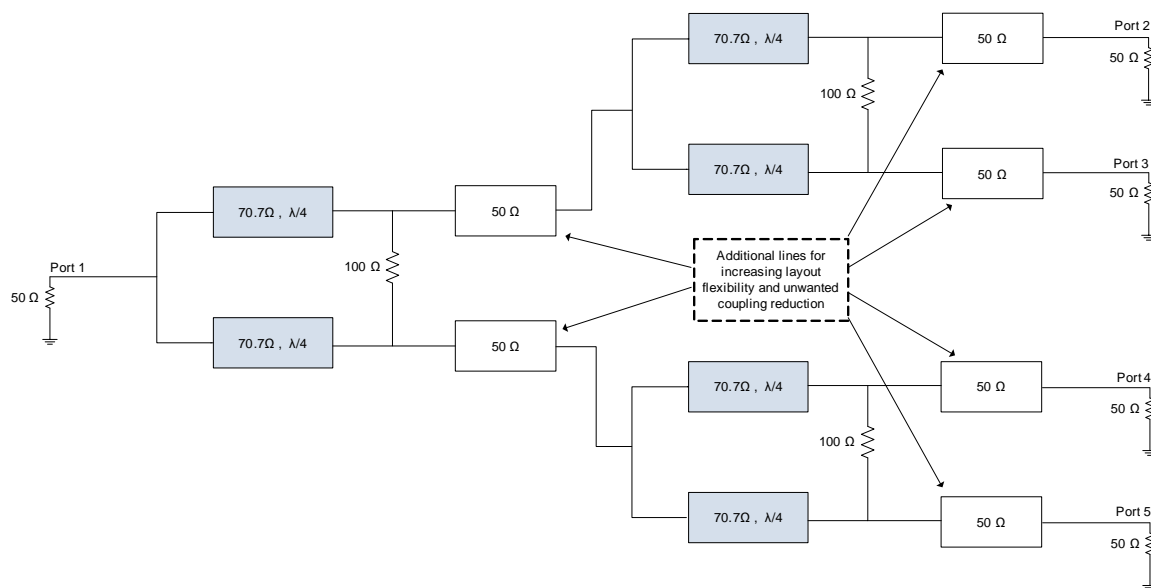 Port 2
70.7Ω , λ/4
50 Ω
50 Ω
100 Ω
Port 3
70.7Ω , λ/4
50 Ω
50 Ω
70.7Ω , λ/4
50 Ω
Port 1
50 Ω
100 Ω
Additional lines for
increasing layout
flexibility and unwanted
coupling reduction
70.7Ω , λ/4
50 Ω
Port 4
70.7Ω , λ/4
50 Ω
50 Ω
100 Ω
Port 5
70.7Ω , λ/4
50 Ω
50 Ω